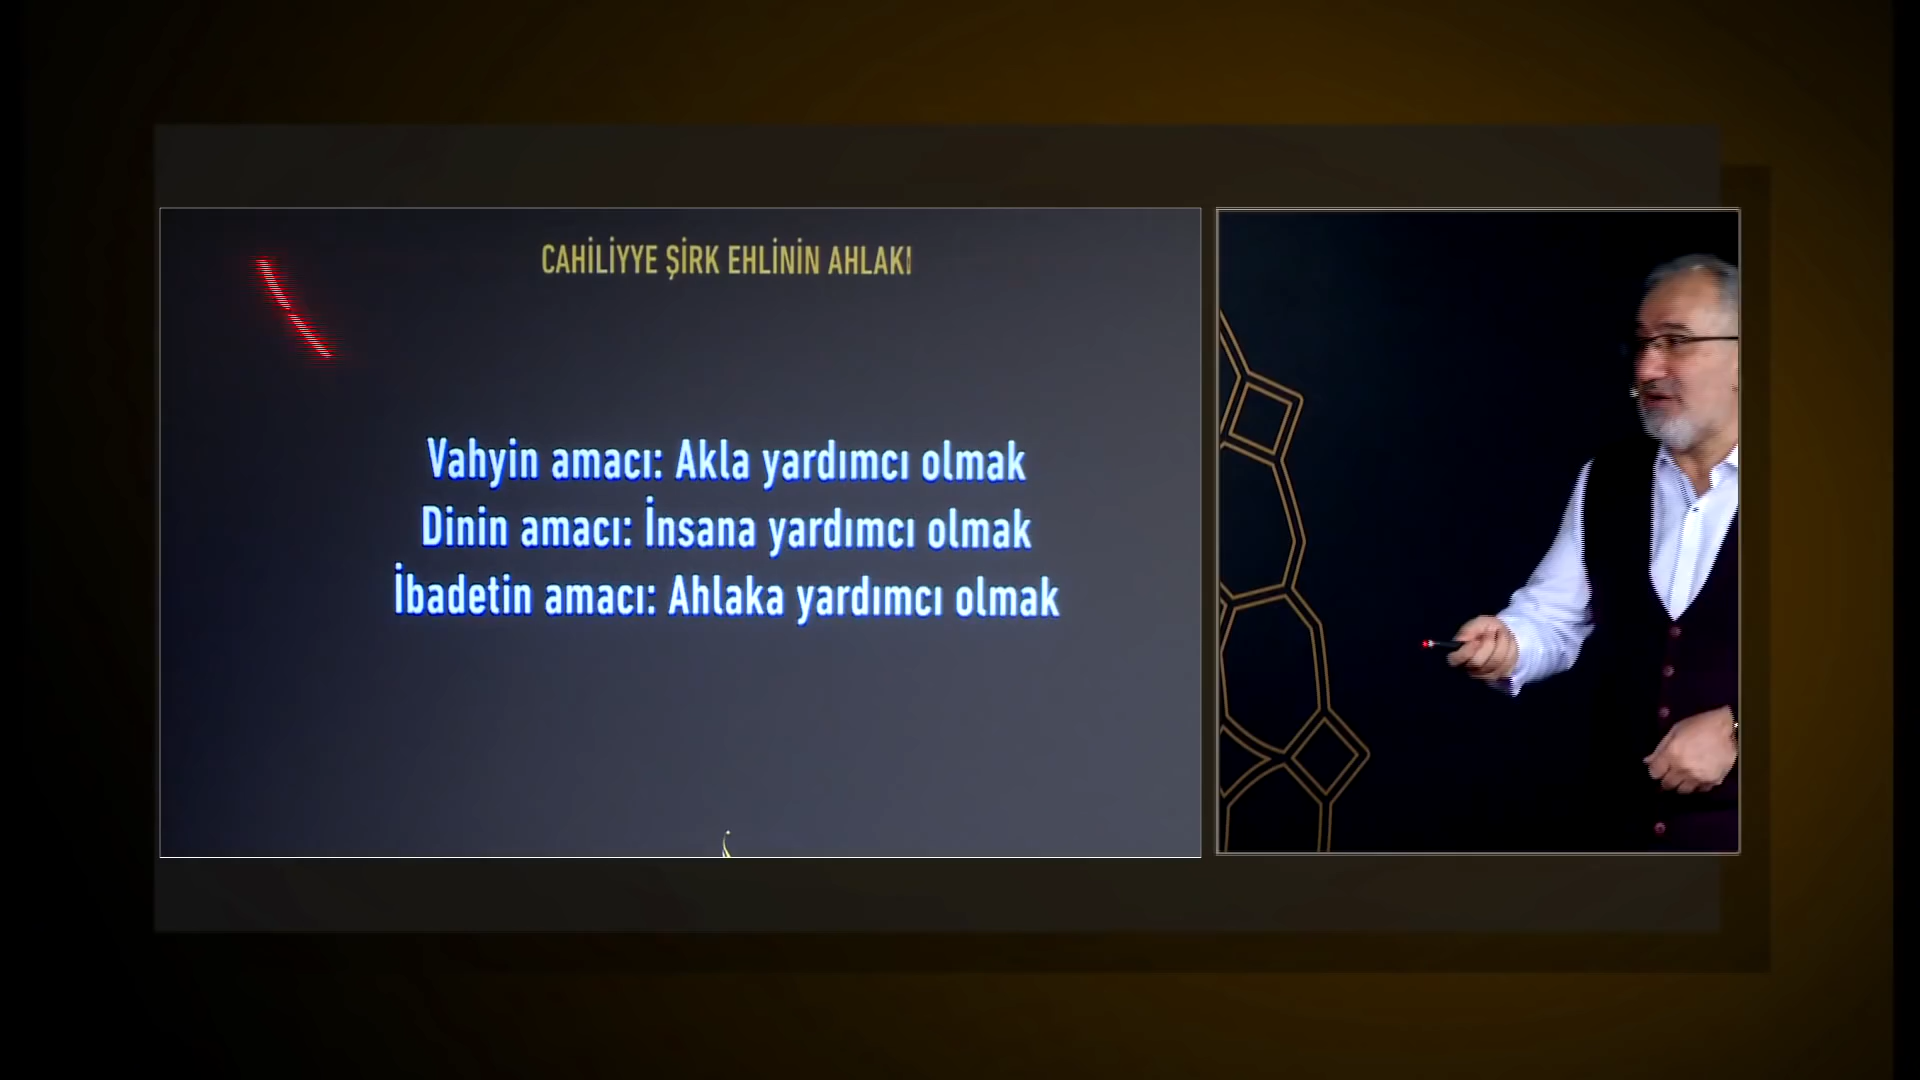 CAHİLİYYE ŞİRK EHLİNİN AHLAKI
Vahyin amacı: Akla yardımcı olmak
Dinin amacı: İnsana yardımcı olmak
İbadetin amacı: Ahlaka yardımcı olmak